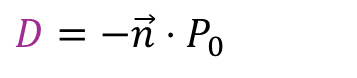 D = −n⃗ · P₀